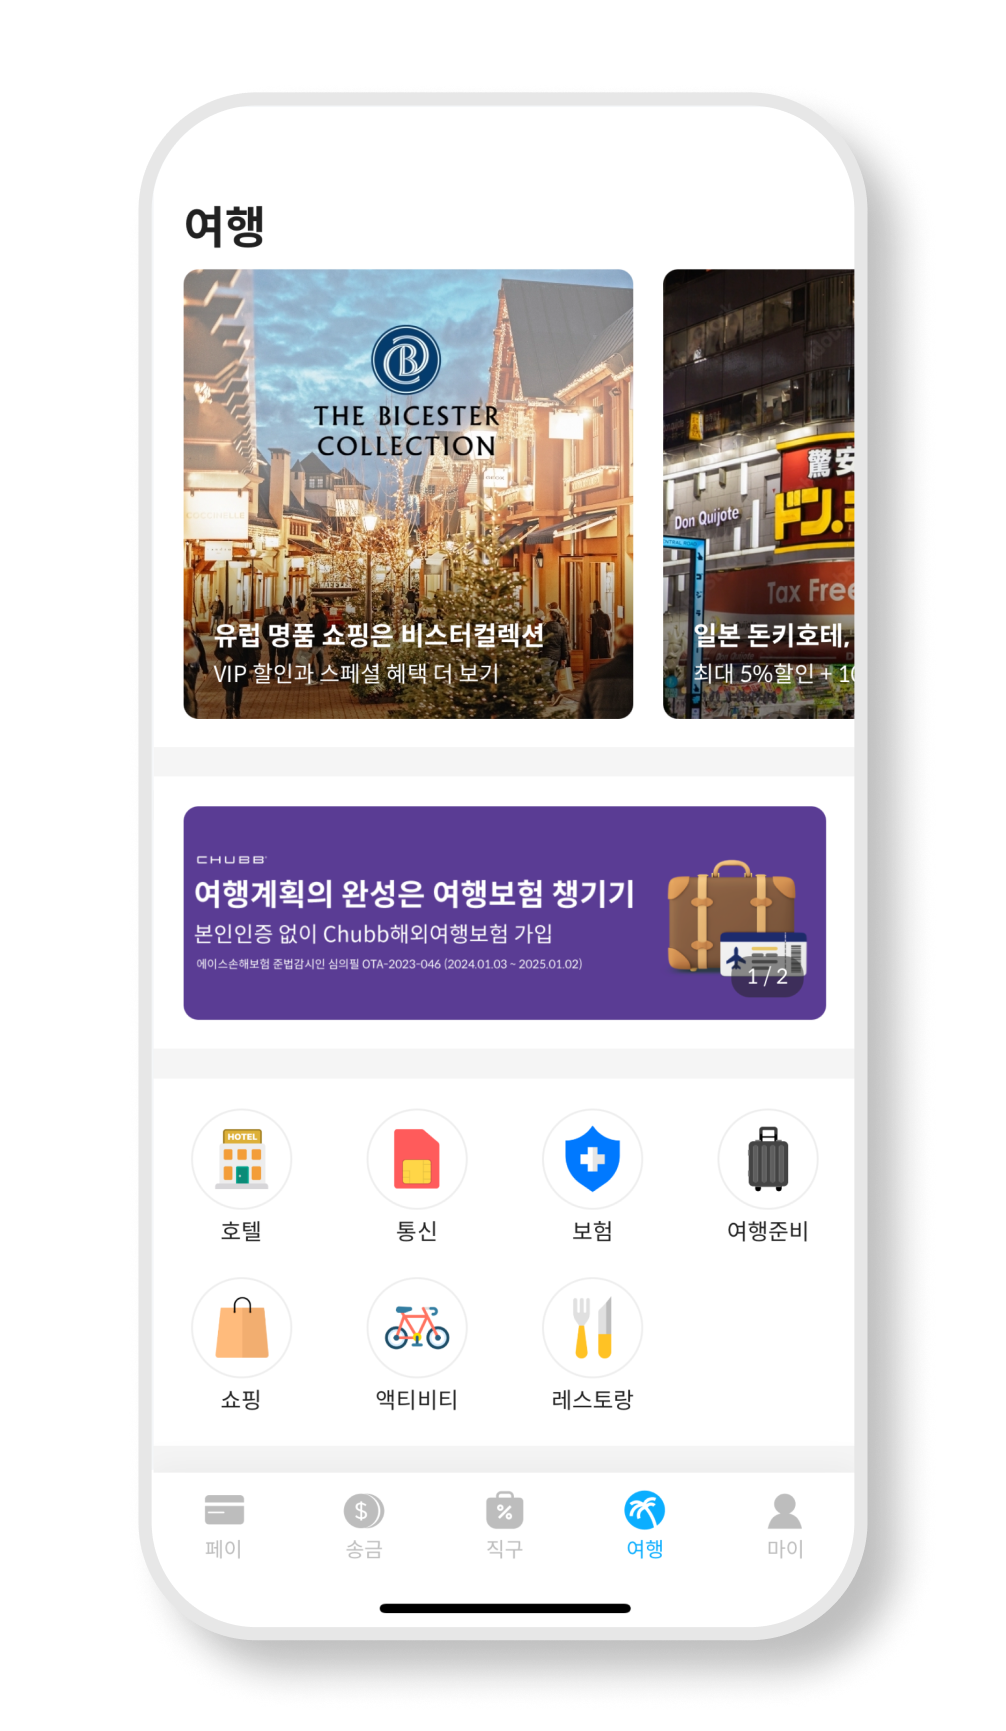 여행
THE BICESTER
COLLECTION
COCCINELLE
유럽 명품 쇼핑은 비스터컬렉션
VIP 할인과 스페셜 혜택 더 보기
驚安
ドン.キ
Don Quijote
CENTRAL ROAD
Tax Free
일본 돈키호테,
최대 5%할인 + 10
CHUBB
여행계획의 완성은 여행보험 챙기기
본인인증 없이 Chubb해외여행보험 가입
에이스손해보험 준법감시인 심의필 OTA-2023-046 (2024.01.03 ~ 2025.01.02)
1 / 2
HOTEL
호텔
통신
보험
여행준비
쇼핑
액티비티
레스토랑
페이
송금
직구
여행
마이